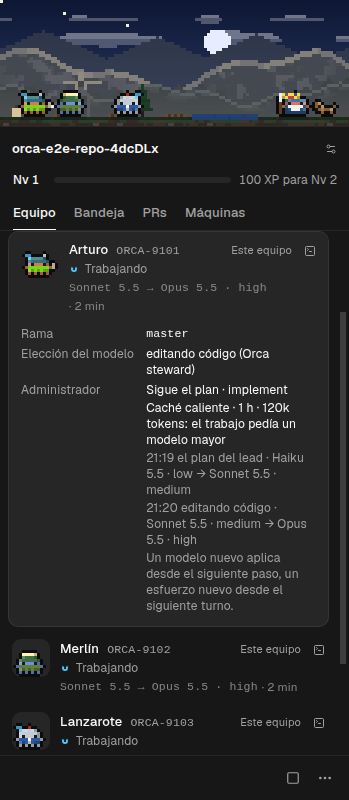 orca-e2e-repo-4dcDLx
Nv 1
100 XP para Nv 2
Equipo
Bandeja
PRs
Máquinas
Arturo ORCA-9101
Este equipo
Trabajando
Sonnet 5.5 → Opus 5.5 · high
· 2 min
Rama
master
Elección del modelo
editando código (Orca
steward)
Administrador
Sigue el plan · implement
Caché caliente · 1 h · 120k
tokens: el trabajo pedía un
modelo mayor
21:19 el plan del lead · Haiku
5.5 · low → Sonnet 5.5 ·
medium
21:20 editando código ·
Sonnet 5.5 · medium → Opus
5.5 · high
Un modelo nuevo aplica
desde el siguiente paso, un
esfuerzo nuevo desde el
siguiente turno.
Merlín ORCA-9102
Este equipo
Trabajando
Sonnet 5.5 → Opus 5.5 · high · 2 min
Lanzarote ORCA-9103
Este equipo
Trabajando